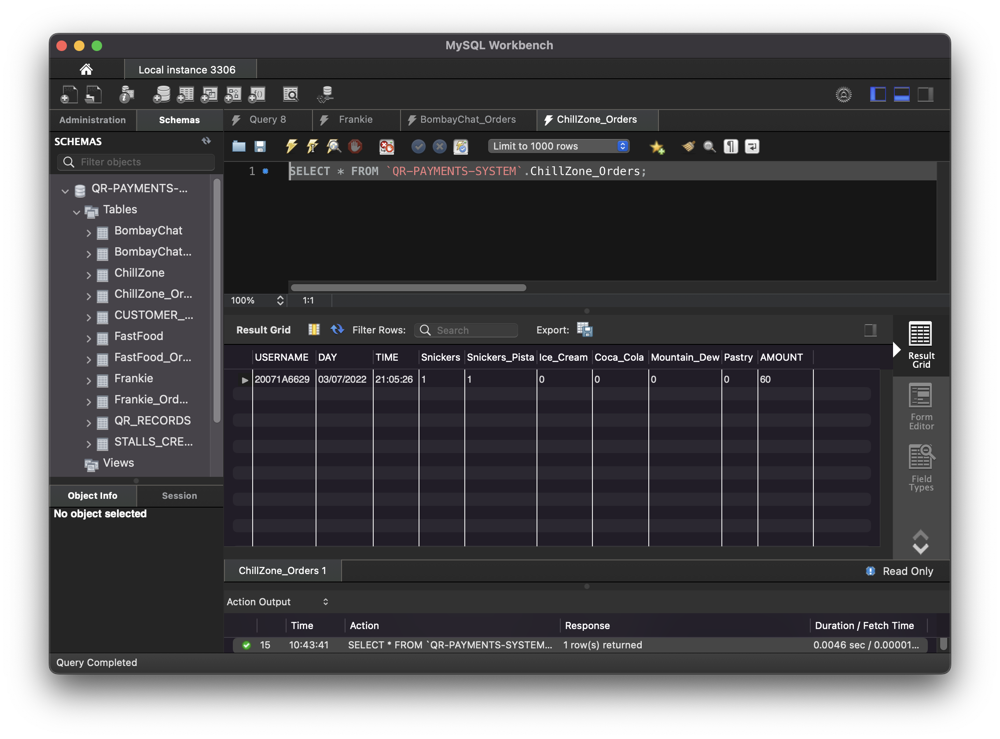 MySQL Workbench
Local instance 3306
Administration Schemas
Query 8 Frankie BombayChat_Orders ChillZone_Orders
SCHEMAS
Limit to 1000 rows
Filter objects
1 SELECT * FROM `QR-PAYMENTS-SYSTEM`.ChillZone_Orders;
QR-PAYMENTS-...
Tables
BombayChat
BombayChat...
ChillZone
ChillZone_Or...
CUSTOMER_...
FastFood
FastFood_Or...
Frankie
Frankie_Ord...
QR_RECORDS
STALLS_CRE...
Views
100% 1:1
Result Grid Filter Rows: Search Export:
USERNAME DAY TIME Snickers Snickers_Pista Ice_Cream Coca_Cola Mountain_Dew Pastry AMOUNT
20071A6629 03/07/2022 21:05:26 1 1 0 0 0 0 60
Result
Grid
Form
Editor
Field
Types
Object Info Session
No object selected
ChillZone_Orders 1 Read Only
Action Output
Time Action Response Duration / Fetch Time
15 10:43:41 SELECT * FROM `QR-PAYMENTS-SYSTEM... 1 row(s) returned 0.0046 sec / 0.00001...
Query Completed